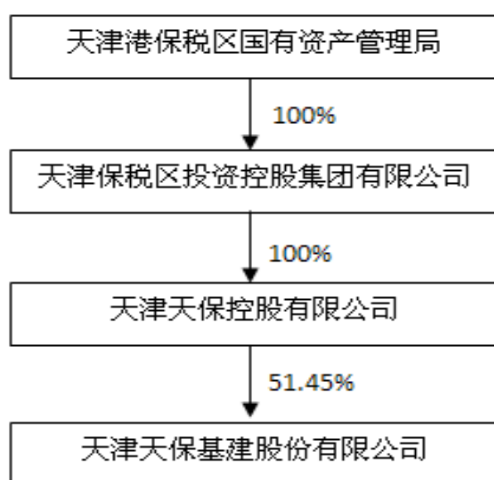 天津港保税区国有资产管理局
100%
天津保税区投资控股集团有限公司
100%
天津天保控股有限公司
51.45%
天津天保基建股份有限公司